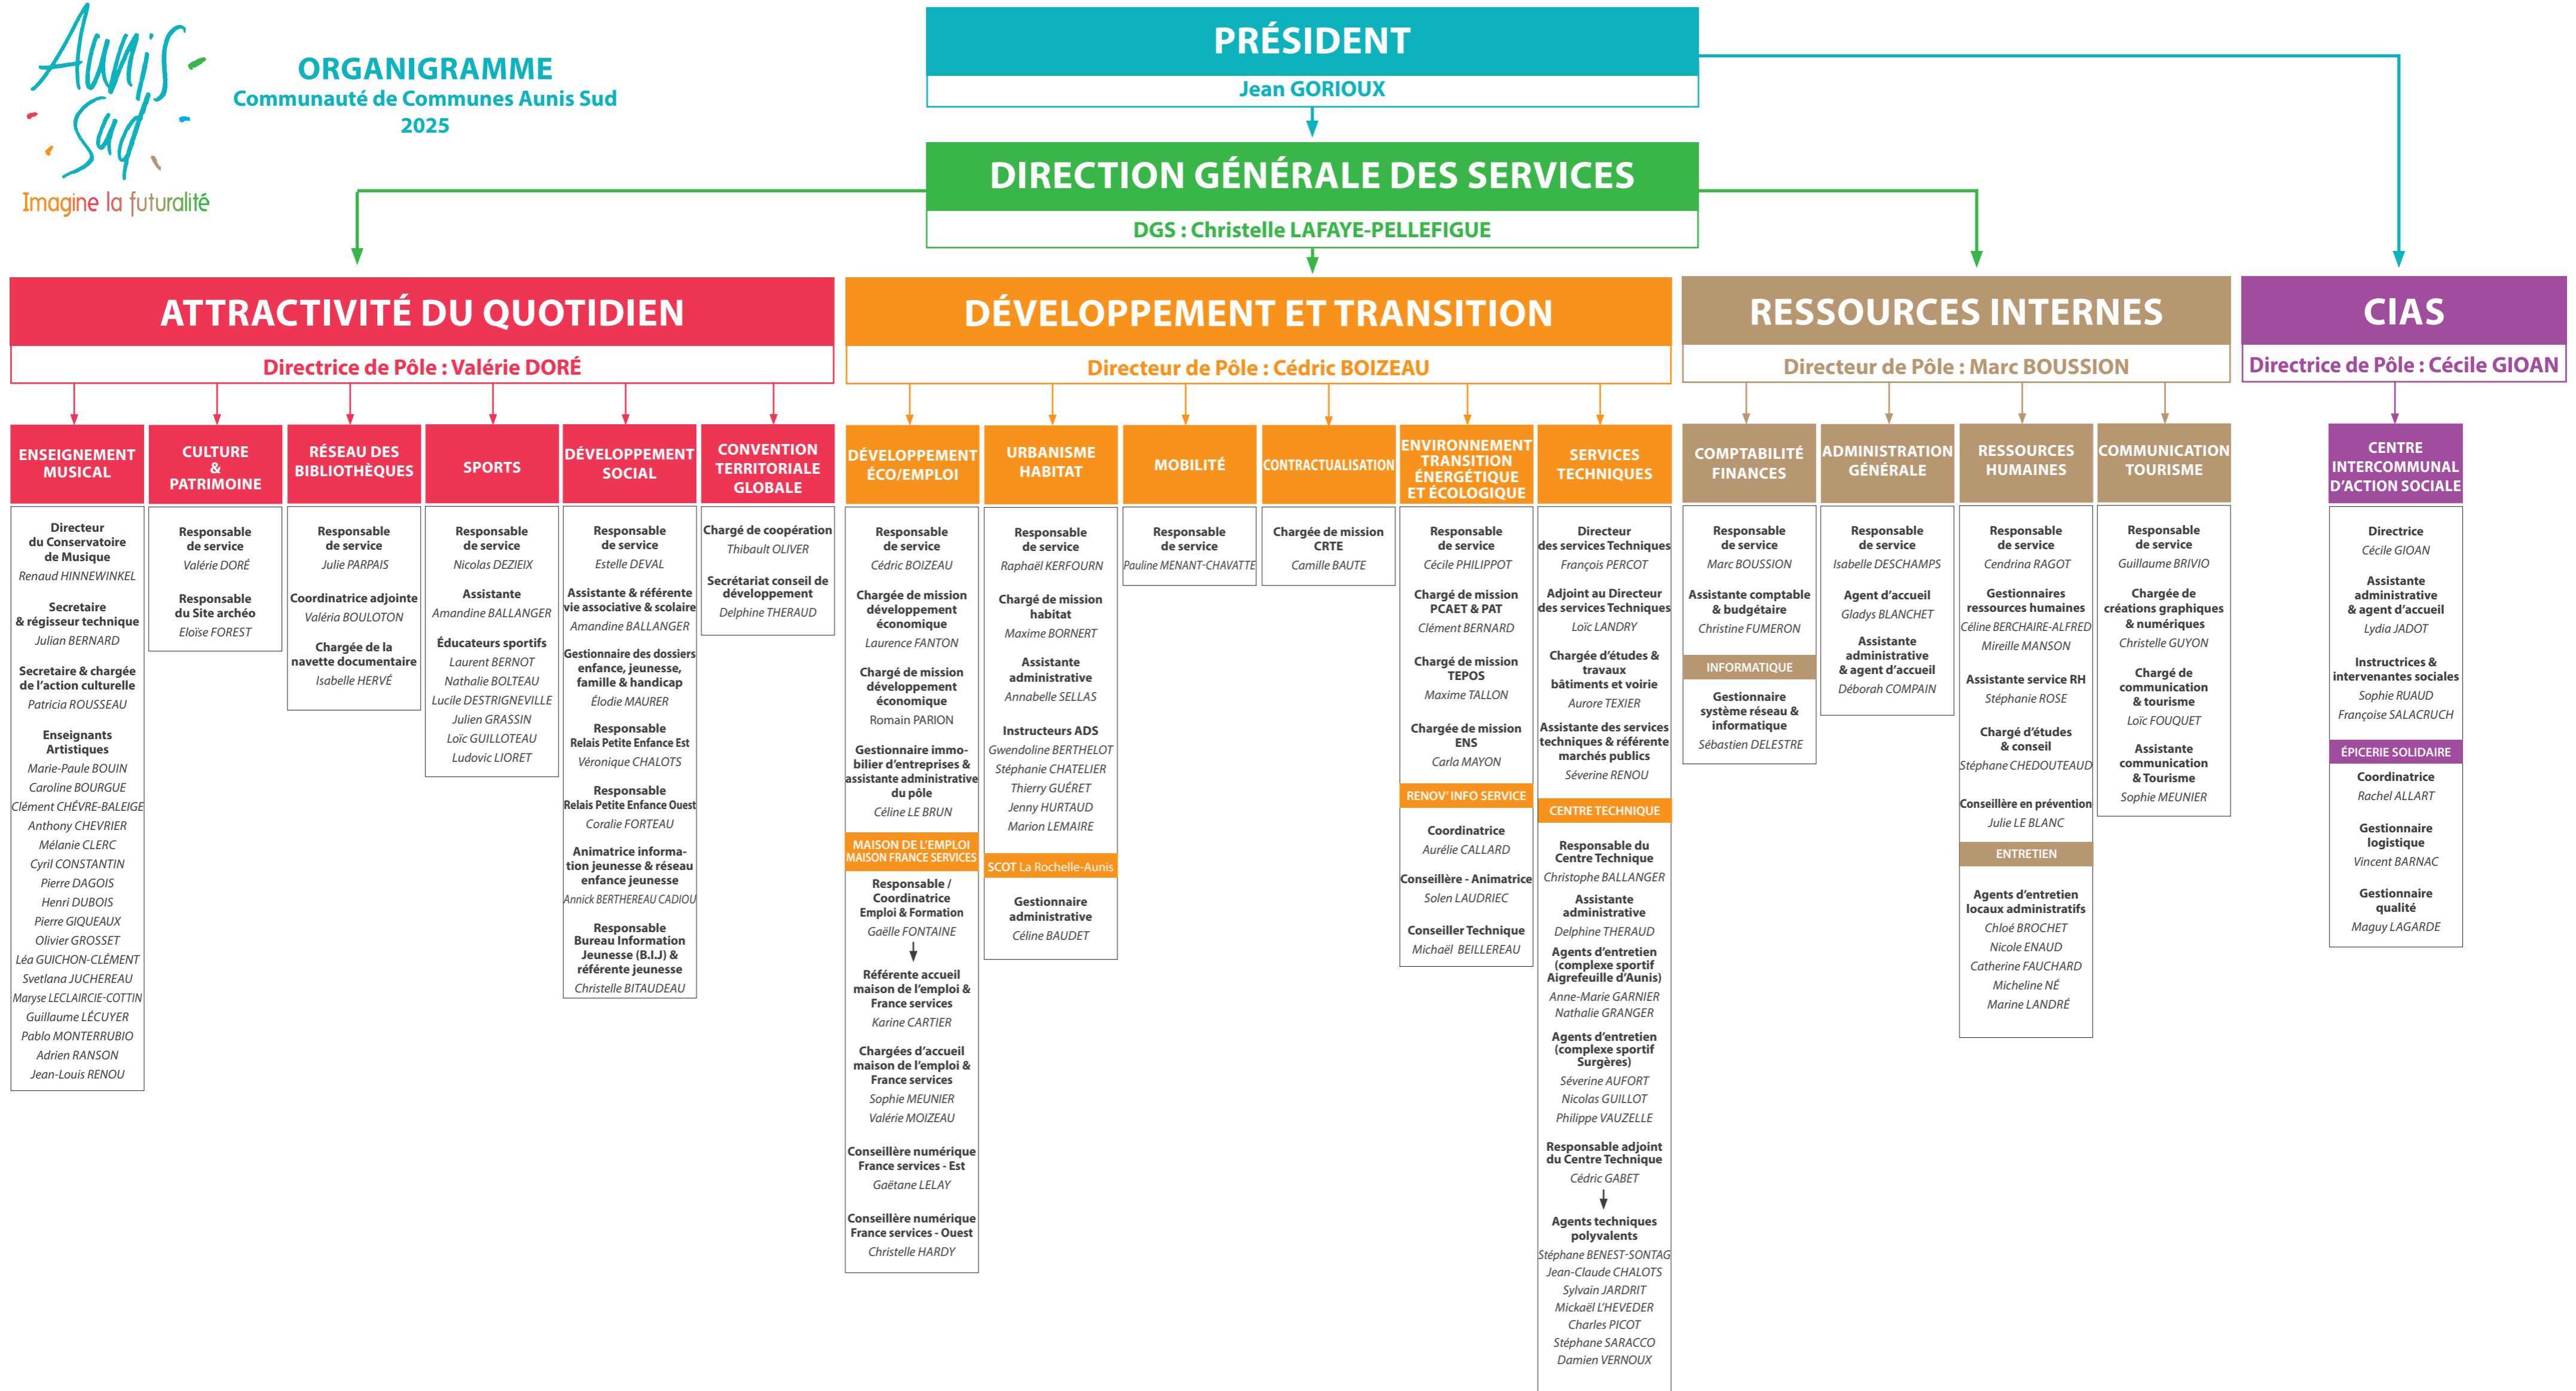 Aunis
Sud
Imagine la futuralité
ORGANIGRAMME
Communauté de Communes Aunis Sud
2025
PRÉSIDENT
Jean GORIOUX
DIRECTION GÉNÉRALE DES SERVICES
DGS : Christelle LAFAYE-PELLEFIGUE
ATTRACTIVITÉ DU QUOTIDIEN
Directrice de Pôle : Valérie DORÉ
ENSEIGNEMENT
MUSICAL
Directeur
du Conservatoire
de Musique
Renaud HINNEWINKEL
Secretaire
& régisseur technique
Julian BERNARD
Secretaire & chargée
de l'action culturelle
Patricia ROUSSEAU
Enseignants
Artistiques
Marie-Paule BOUIN
Caroline BOURGUE
Clément CHÉVRE-BALEIGE
Anthony CHEVRIER
Mélanie CLERC
Cyril CONSTANTIN
Pierre DAGOIS
Henri DUBOIS
Pierre GIQUEAUX
Olivier GROSSET
Léa GUICHON-CLÉMENT
Svetlana JUCHEREAU
Maryse LECLAIRCIE-COTTIN
Guillaume LÉCUYER
Pablo MONTERRUBIO
Adrien RANSON
Jean-Louis RENOU
CULTURE
&
PATRIMOINE
Responsable
de service
Valérie DORÉ
Responsable
du Site archéo
Eloïse FOREST
RÉSEAU DES
BIBLIOTHÈQUES
Responsable
de service
Julie PARPAIS
Coordinatrice adjointe
Valéria BOULOTON
Chargée de la
navette documentaire
Isabelle HERVÉ
SPORTS
Responsable
de service
Nicolas DEZIEIX
Assistante
Amandine BALLANGER
Éducateurs sportifs
Laurent BERNOT
Nathalie BOLTEAU
Lucile DESTRIGNEVILLE
Julien GRASSIN
Loïc GUILLOTEAU
Ludovic LIORET
DÉVELOPPEMENT
SOCIAL
Responsable
de service
Estelle DEVAL
Assistante & référente
vie associative & scolaire
Amandine BALLANGER
Gestionnaire des dossiers
enfance, jeunesse,
famille & handicap
Élodie MAURER
Responsable
Relais Petite Enfance Est
Véronique CHALOTS
Responsable
Relais Petite Enfance Ouest
Coralie FORTEAU
Animatrice informa-
tion jeunesse & réseau
enfance jeunesse
Annick BERTHEREAU CADIOU
Responsable
Bureau Information
Jeunesse (B.I.J) &
référente jeunesse
Christelle BITAUDEAU
CONVENTION
TERRITORIALE
GLOBALE
Chargé de coopération
Thibault OLIVER
Secrétariat conseil de
développement
Delphine THERAUD
DÉVELOPPEMENT ET TRANSITION
Directeur de Pôle : Cédric BOIZEAU
DÉVELOPPEMENT
ÉCO/EMPLOI
Responsable
de service
Cédric BOIZEAU
Chargée de mission
développement
économique
Laurence FANTON
Chargé de mission
développement
économique
Romain PARION
Gestionnaire immo-
bilier d'entreprises &
assistante administrative
du pôle
Céline LE BRUN
MAISON DE L'EMPLOI
MAISON FRANCE SERVICES
Responsable /
Coordinatrice
Emploi & Formation
Gaëlle FONTAINE
Référente accueil
maison de l'emploi &
France services
Karine CARTIER
Chargées d'accueil
maison de l'emploi &
France services
Sophie MEUNIER
Valérie MOIZEAU
Conseillère numérique
France services - Est
Gaëtane LELAY
Conseillère numérique
France services - Ouest
Christelle HARDY
URBANISME
HABITAT
Responsable
de service
Raphaël KERFOURN
Chargé de mission
habitat
Maxime BORNERT
Assistante
administrative
Annabelle SELLAS
Instructeurs ADS
Gwendoline BERTHELOT
Stéphanie CHATELIER
Thierry GUÉRET
Jenny HURTAUD
Marion LEMAIRE
SCOT La Rochelle-Aunis
Gestionnaire
administrative
Céline BAUDET
MOBILITÉ
Responsable
de service
Pauline MENANT-CHAVATTE
CONTRACTUALISATION
Chargée de mission
CRTE
Camille BAUTE
ENVIRONNEMENT
TRANSITION
ÉNERGÉTIQUE
ET ÉCOLOGIQUE
Responsable
de service
Cécile PHILIPPOT
Chargé de mission
PCAET & PAT
Clément BERNARD
Chargé de mission
TEPOS
Maxime TALLON
Chargée de mission
ENS
Carla MAYON
RENOV' INFO SERVICE
Coordinatrice
Aurélie CALLARD
Conseillère - Animatrice
Solen LAUDRIEC
Conseiller Technique
Michaël BEILLEREAU
SERVICES
TECHNIQUES
Directeur
des services Techniques
François PERCOT
Adjoint au Directeur
des services Techniques
Loïc LANDRY
Chargée d'études &
travaux
bâtiments et voirie
Aurore TEXIER
Assistante des services
techniques & référente
marchés publics
Séverine RENOU
CENTRE TECHNIQUE
Responsable du
Centre Technique
Christophe BALLANGER
Assistante
administrative
Delphine THERAUD
Agents d'entretien
(complexe sportif
Aigrefeuille d'Aunis)
Anne-Marie GARNIER
Nathalie GRANGER
Agents d'entretien
(complexe sportif
Surgères)
Séverine AUFORT
Nicolas GUILLOT
Philippe VAUZELLE
Responsable adjoint
du Centre Technique
Cédric GABET
Agents techniques
polyvalents
Stéphane BENEST-SONTAG
Jean-Claude CHALOTS
Sylvain JARDRIT
Mickaël L'HEVEDER
Charles PICOT
Stéphane SARACCO
Damien VERNOUX
RESSOURCES INTERNES
Directeur de Pôle : Marc BOUSSION
COMPTABILITÉ
FINANCES
Responsable
de service
Marc BOUSSION
Assistante comptable
& budgétaire
Christine FUMERON
INFORMATIQUE
Gestionnaire
système réseau &
informatique
Sébastien DELESTRE
ADMINISTRATION
GÉNÉRALE
Responsable
de service
Isabelle DESCHAMPS
Agent d'accueil
Gladys BLANCHET
Assistante
administrative
& agent d'accueil
Déborah COMPAIN
RESSOURCES
HUMAINES
Responsable
de service
Cendrina RAGOT
Gestionnaires
ressources humaines
Céline BERCHAIRE-ALFRED
Mireille MANSON
Assistante service RH
Stéphanie ROSE
Chargé d'études
& conseil
Stéphane CHEDOUTEAUD
Conseillère en prévention
Julie LE BLANC
ENTRETIEN
Agents d'entretien
locaux administratifs
Chloé BROCHET
Nicole ENAUD
Catherine FAUCHARD
Micheline NÉ
Marine LANDRÉ
COMMUNICATION
TOURISME
Responsable
de service
Guillaume BRIVIO
Chargée de
créations graphiques
& numériques
Christelle GUYON
Chargé de
communication
& tourisme
Loïc FOUQUET
Assistante
communication
& Tourisme
Sophie MEUNIER
CIAS
Directrice de Pôle : Cécile GIOAN
CENTRE
INTERCOMMUNAL
D'ACTION SOCIALE
Directrice
Cécile GIOAN
Assistante
administrative
& agent d'accueil
Lydia JADOT
Instructrices &
intervenantes sociales
Sophie RUAUD
Françoise SALACRUCH
ÉPICERIE SOLIDAIRE
Coordinatrice
Rachel ALLART
Gestionnaire
logistique
Vincent BARNAC
Gestionnaire
qualité
Maguy LAGARDE